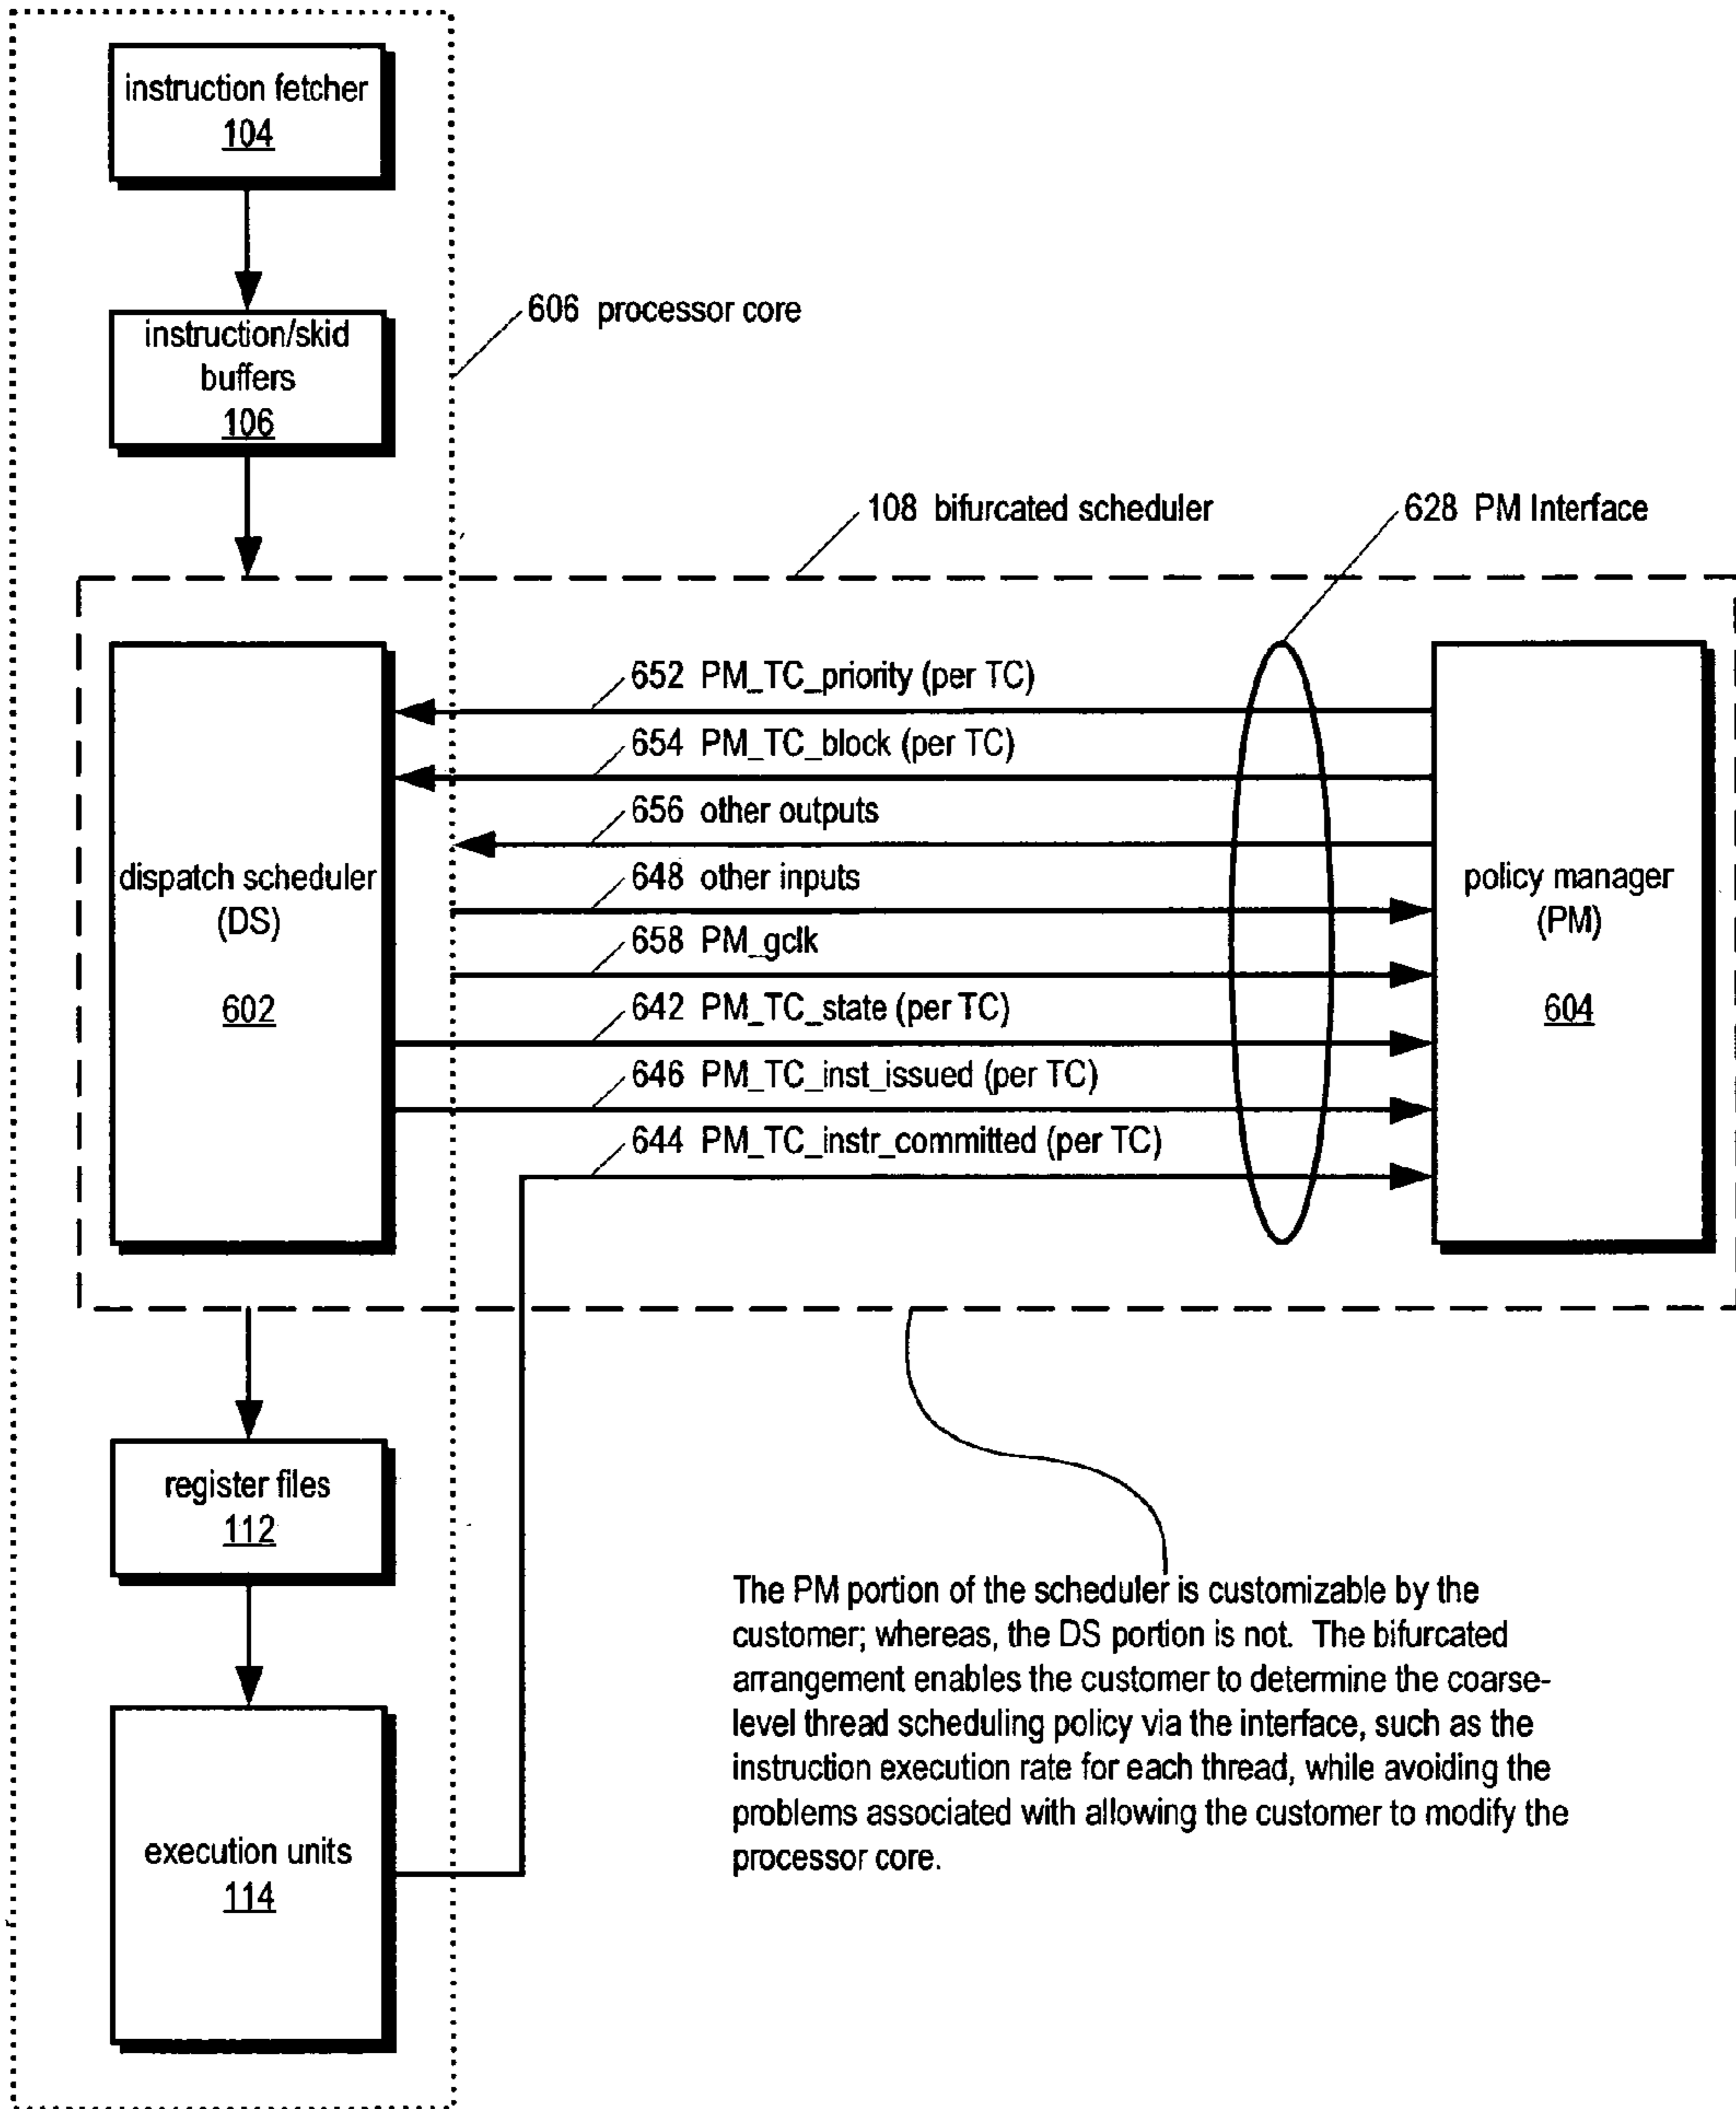 instruction fetcher
104
instruction/skid
buffers
106
606 processor core
108 bifurcated scheduler
628 PM Interface
dispatch scheduler
(DS)
602
652 PM_TC_priority (per TC)
654 PM_TC_block (per TC)
656 other outputs
648 other inputs
658 PM_gclk
642 PM_TC_state (per TC)
646 PM_TC_inst_issued (per TC)
644 PM_TC_instr_committed (per TC)
policy manager
(PM)
604
register files
112
execution units
114
The PM portion of the scheduler is customizable by the
customer; whereas, the DS portion is not. The bifurcated
arrangement enables the customer to determine the coarse-
level thread scheduling policy via the interface, such as the
instruction execution rate for each thread, while avoiding the
problems associated with allowing the customer to modify the
processor core.